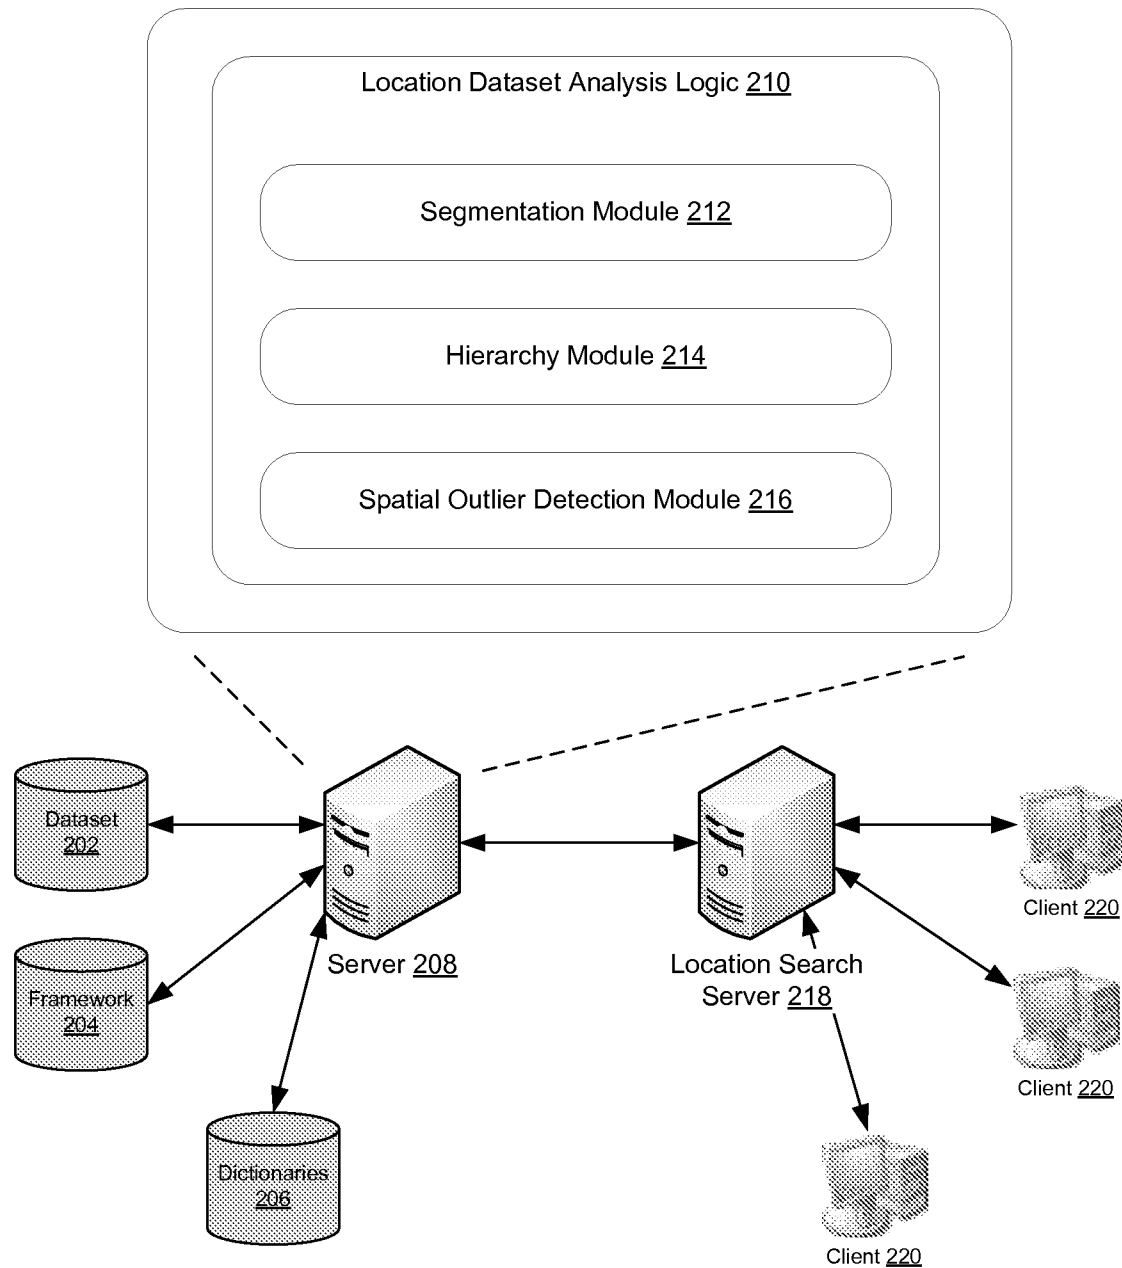 Location Dataset Analysis Logic 210
Segmentation Module 212
Hierarchy Module 214
Spatial Outlier Detection Module 216
Dataset
202
Client 220
Server 208
Location Search
Server 218
Framework
204
Client 220
Dictionaries
206
Client 220